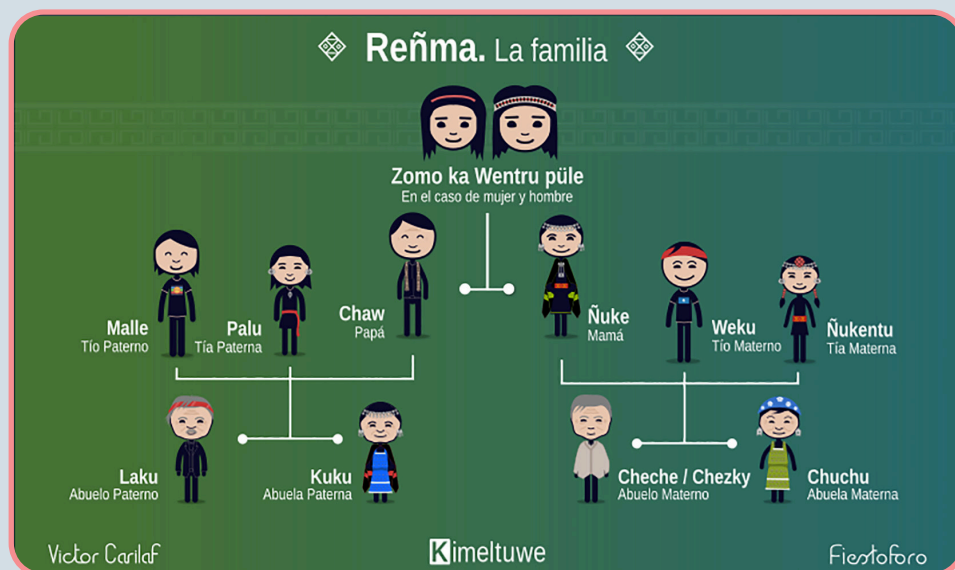 Reñma. La familia
Zomo ka Wentru püle
En el caso de mujer y hombre
Malle
Tío Paterno
Palu
Tía Paterna
Chaw
Papá
Ñuke
Mamá
Weku
Tío Materno
Ñukentu
Tía Materna
Laku
Abuelo Paterno
Kuku
Abuela Paterna
Cheche / Chezky
Abuelo Materno
Chuchu
Abuela Materna
Victor Carilaf
Kimeltuwe
Fiestoforo